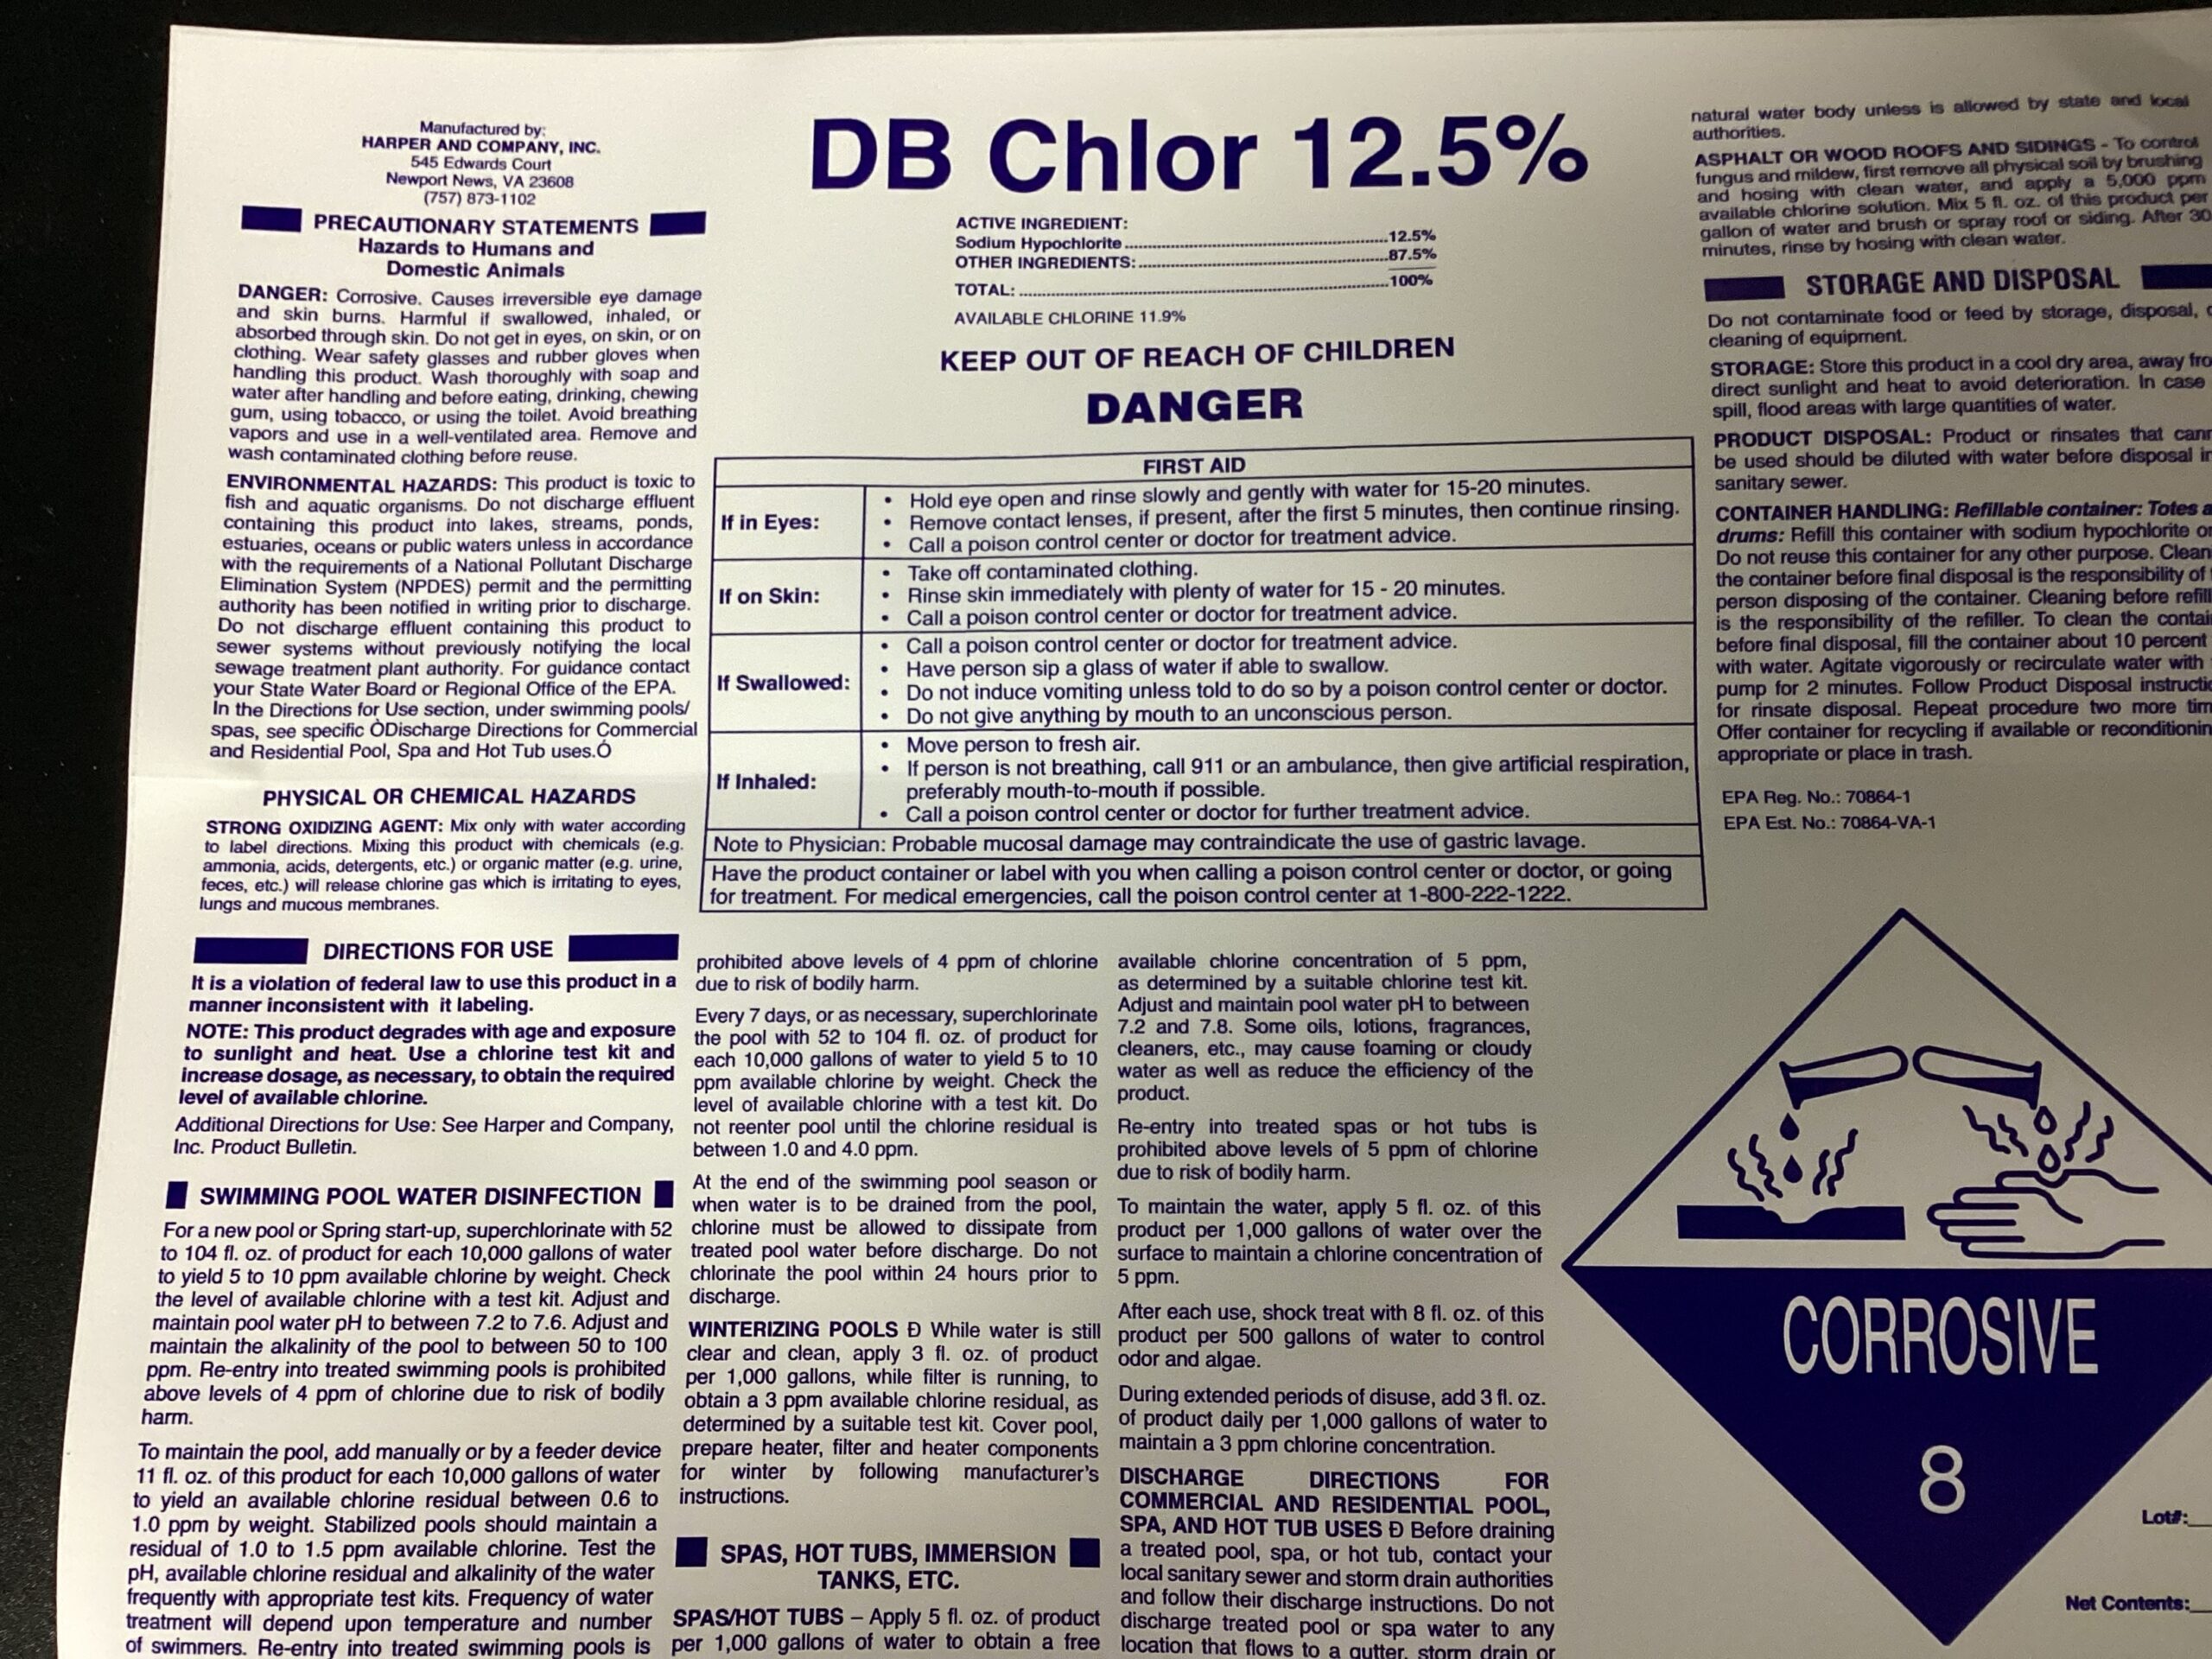 Manufactured by:
HARPER AND COMPANY, INC.
545 Edwards Court
Newport News, VA 23608
(757) 873-1102
PRECAUTIONARY STATEMENTS
Hazards to Humans and
Domestic Animals
DANGER: Corrosive. Causes irreversible eye damage
and skin burns. Harmful if swallowed, inhaled, or
absorbed through skin. Do not get in eyes, on skin, or on
clothing. Wear safety glasses and rubber gloves when
handling this product. Wash thoroughly with soap and
water after handling and before eating, drinking, chewing
gum, using tobacco, or using the toilet. Avoid breathing
vapors and use in a well-ventilated area. Remove and
wash contaminated clothing before reuse.
ENVIRONMENTAL HAZARDS: This product is toxic to
fish and aquatic organisms. Do not discharge effluent
containing this product into lakes, streams, ponds,
estuaries, oceans or public waters unless in accordance
with the requirements of a National Pollutant Discharge
Elimination System (NPDES) permit and the permitting
authority has been notified in writing prior to discharge.
Do not discharge effluent containing this product to
sewer systems without previously notifying the local
sewage treatment plant authority. For guidance contact
your State Water Board or Regional Office of the EPA.
In the Directions for Use section, under swimming pools/
spas, see specific ÒDischarge Directions for Commercial
and Residential Pool, Spa and Hot Tub uses.Ó
PHYSICAL OR CHEMICAL HAZARDS
STRONG OXIDIZING AGENT: Mix only with water according
to label directions. Mixing this product with chemicals (e.g.
ammonia, acids, detergents, etc.) or organic matter (e.g. urine,
feces, etc.) will release chlorine gas which is irritating to eyes,
lungs and mucous membranes.
DB Chlor 12.5%
ACTIVE INGREDIENT:
Sodium Hypochlorite ........ 12.5%
OTHER INGREDIENTS: ........ 87.5%
TOTAL: ........ 100%
AVAILABLE CHLORINE 11.9%
KEEP OUT OF REACH OF CHILDREN
DANGER
FIRST AID
If in Eyes:
• Hold eye open and rinse slowly and gently with water for 15-20 minutes.
• Remove contact lenses, if present, after the first 5 minutes, then continue rinsing.
• Call a poison control center or doctor for treatment advice.
If on Skin:
• Take off contaminated clothing.
• Rinse skin immediately with plenty of water for 15 - 20 minutes.
• Call a poison control center or doctor for treatment advice.
If Swallowed:
• Call a poison control center or doctor for treatment advice.
• Have person sip a glass of water if able to swallow.
• Do not induce vomiting unless told to do so by a poison control center or doctor.
• Do not give anything by mouth to an unconscious person.
If Inhaled:
• Move person to fresh air.
• If person is not breathing, call 911 or an ambulance, then give artificial respiration,
preferably mouth-to-mouth if possible.
• Call a poison control center or doctor for further treatment advice.
Note to Physician: Probable mucosal damage may contraindicate the use of gastric lavage.
Have the product container or label with you when calling a poison control center or doctor, or going
for treatment. For medical emergencies, call the poison control center at 1-800-222-1222.
DIRECTIONS FOR USE
It is a violation of federal law to use this product in a
manner inconsistent with it labeling.
NOTE: This product degrades with age and exposure
to sunlight and heat. Use a chlorine test kit and
increase dosage, as necessary, to obtain the required
level of available chlorine.
Additional Directions for Use: See Harper and Company,
Inc. Product Bulletin.
SWIMMING POOL WATER DISINFECTION
For a new pool or Spring start-up, superchlorinate with 52
to 104 fl. oz. of product for each 10,000 gallons of water
to yield 5 to 10 ppm available chlorine by weight. Check
the level of available chlorine with a test kit. Adjust and
maintain pool water pH to between 7.2 to 7.6. Adjust and
maintain the alkalinity of the pool to between 50 to 100
ppm. Re-entry into treated swimming pools is prohibited
above levels of 4 ppm of chlorine due to risk of bodily
harm.
To maintain the pool, add manually or by a feeder device
11 fl. oz. of this product for each 10,000 gallons of water
to yield an available chlorine residual between 0.6 to
1.0 ppm by weight. Stabilized pools should maintain a
residual of 1.0 to 1.5 ppm available chlorine. Test the
pH, available chlorine residual and alkalinity of the water
frequently with appropriate test kits. Frequency of water
treatment will depend upon temperature and number
of swimmers. Re-entry into treated swimming pools is
prohibited above levels of 4 ppm of chlorine
due to risk of bodily harm.
Every 7 days, or as necessary, superchlorinate
the pool with 52 to 104 fl. oz. of product for
each 10,000 gallons of water to yield 5 to 10
ppm available chlorine by weight. Check the
level of available chlorine with a test kit. Do
not reenter pool until the chlorine residual is
between 1.0 and 4.0 ppm.
At the end of the swimming pool season or
when water is to be drained from the pool,
chlorine must be allowed to dissipate from
treated pool water before discharge. Do not
chlorinate the pool within 24 hours prior to
discharge.
WINTERIZING POOLS Ð While water is still
clear and clean, apply 3 fl. oz. of product
per 1,000 gallons, while filter is running, to
obtain a 3 ppm available chlorine residual, as
determined by a suitable test kit. Cover pool,
prepare heater, filter and heater components
for winter by following manufacturer's
instructions.
SPAS, HOT TUBS, IMMERSION
TANKS, ETC.
SPAS/HOT TUBS – Apply 5 fl. oz. of product
per 1,000 gallons of water to obtain a free
available chlorine concentration of 5 ppm,
as determined by a suitable chlorine test kit.
Adjust and maintain pool water pH to between
7.2 and 7.8. Some oils, lotions, fragrances,
cleaners, etc., may cause foaming or cloudy
water as well as reduce the efficiency of the
product.
Re-entry into treated spas or hot tubs is
prohibited above levels of 5 ppm of chlorine
due to risk of bodily harm.
To maintain the water, apply 5 fl. oz. of this
product per 1,000 gallons of water over the
surface to maintain a chlorine concentration of
5 ppm.
After each use, shock treat with 8 fl. oz. of this
product per 500 gallons of water to control
odor and algae.
During extended periods of disuse, add 3 fl. oz.
of product daily per 1,000 gallons of water to
maintain a 3 ppm chlorine concentration.
DISCHARGE DIRECTIONS FOR
COMMERCIAL AND RESIDENTIAL POOL,
SPA, AND HOT TUB USES Ð Before draining
a treated pool, spa, or hot tub, contact your
local sanitary sewer and storm drain authorities
and follow their discharge instructions. Do not
discharge treated pool or spa water to any
location that flows to a gutter, storm drain or
natural water body unless is allowed by state and local
authorities.
ASPHALT OR WOOD ROOFS AND SIDINGS - To control
fungus and mildew, first remove all physical soil by brushing
and hosing with clean water, and apply a 5,000 ppm
available chlorine solution. Mix 5 fl. oz. of this product per
gallon of water and brush or spray roof or siding. After 30
minutes, rinse by hosing with clean water.
STORAGE AND DISPOSAL
Do not contaminate food or feed by storage, disposal,
cleaning of equipment.
STORAGE: Store this product in a cool dry area, away
direct sunlight and heat to avoid deterioration. In case
spill, flood areas with large quantities of water.
PRODUCT DISPOSAL: Product or rinsates that
be used should be diluted with water before disposal
sanitary sewer.
CONTAINER HANDLING: Refillable container: Totes
drums: Refill this container with sodium hypochlorite
Do not reuse this container for any other purpose.
the container before final disposal is the responsibility of
person disposing of the container. Cleaning before
is the responsibility of the refiller. To clean the
before final disposal, fill the container about 10 percent
with water. Agitate vigorously or recirculate water with
pump for 2 minutes. Follow Product Disposal
for rinsate disposal. Repeat procedure two more
Offer container for recycling if available or
appropriate or place in trash.
EPA Reg. No.: 70864-1
EPA Est. No.: 70864-VA-1
CORROSIVE
8
Lot#:
Net Contents: